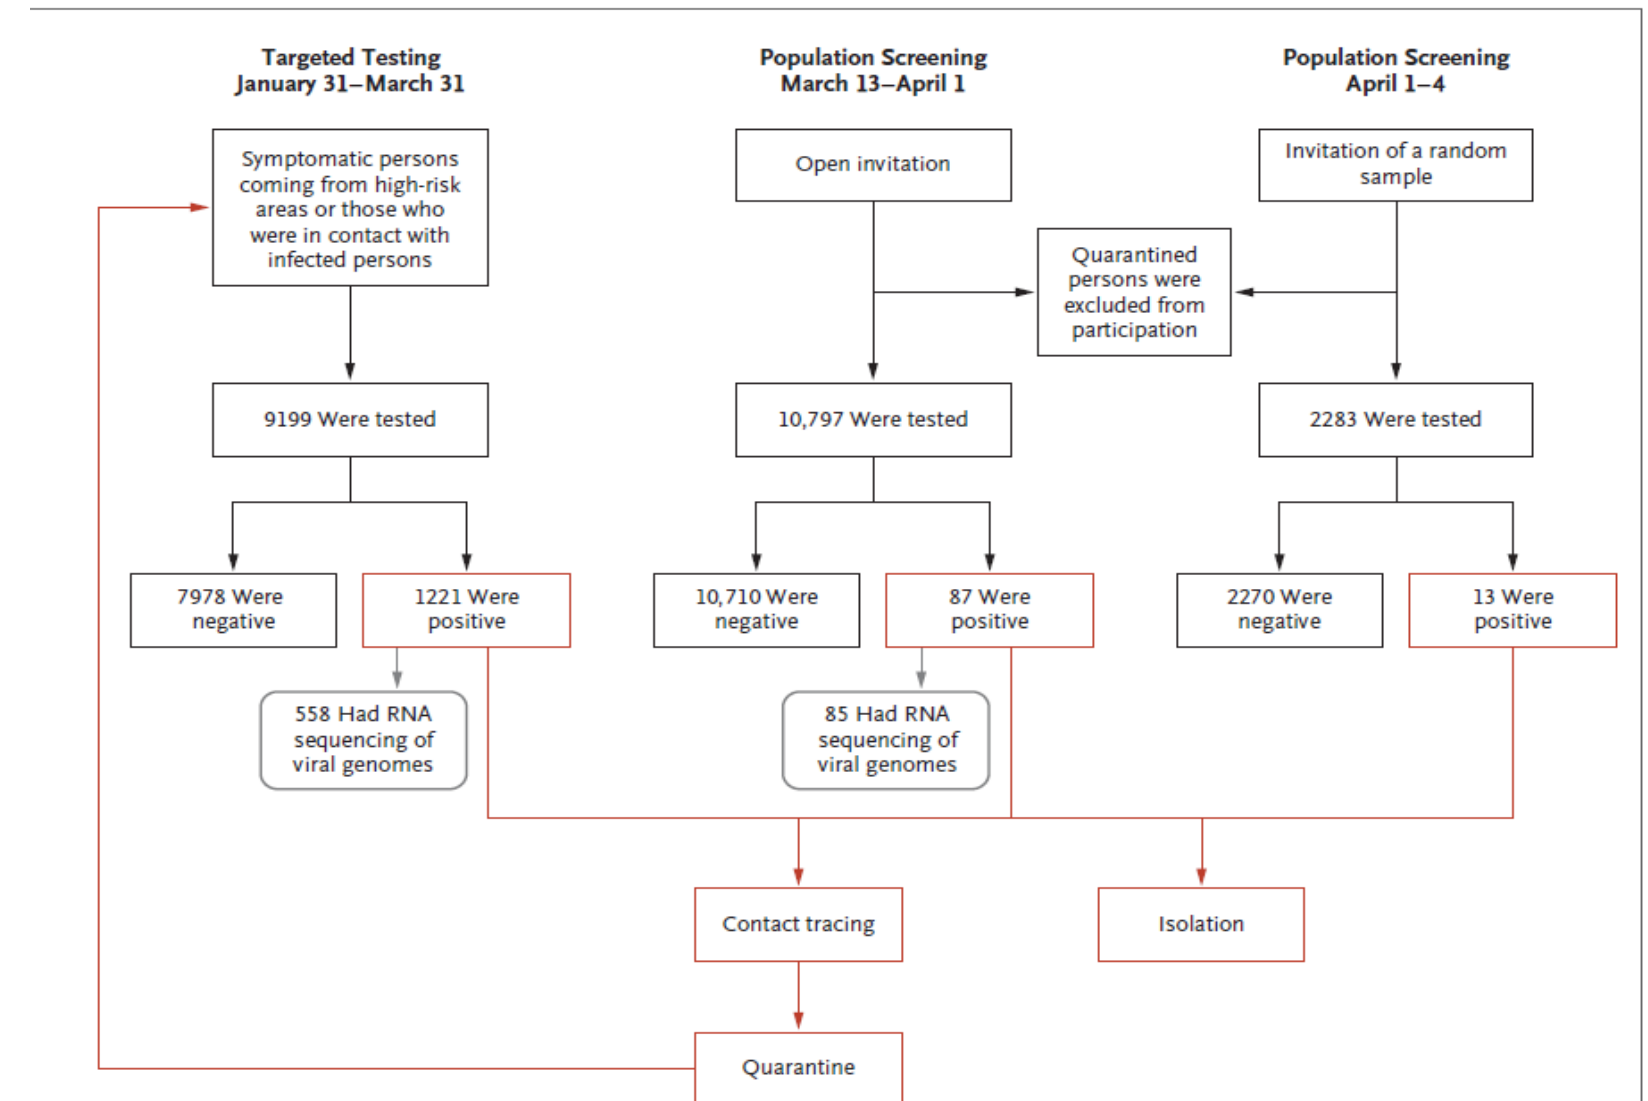 Targeted Testing
January 31–March 31
Population Screening
March 13–April 1
Population Screening
April 1–4
Symptomatic persons
coming from high-risk
areas or those who
were in contact with
infected persons
Open invitation
Invitation of a random
sample
Quarantined
persons were
excluded from
participation
9199 Were tested
10,797 Were tested
2283 Were tested
7978 Were
negative
1221 Were
positive
10,710 Were
negative
87 Were
positive
2270 Were
negative
13 Were
positive
558 Had RNA
sequencing of
viral genomes
85 Had RNA
sequencing of
viral genomes
Contact tracing
Isolation
Quarantine